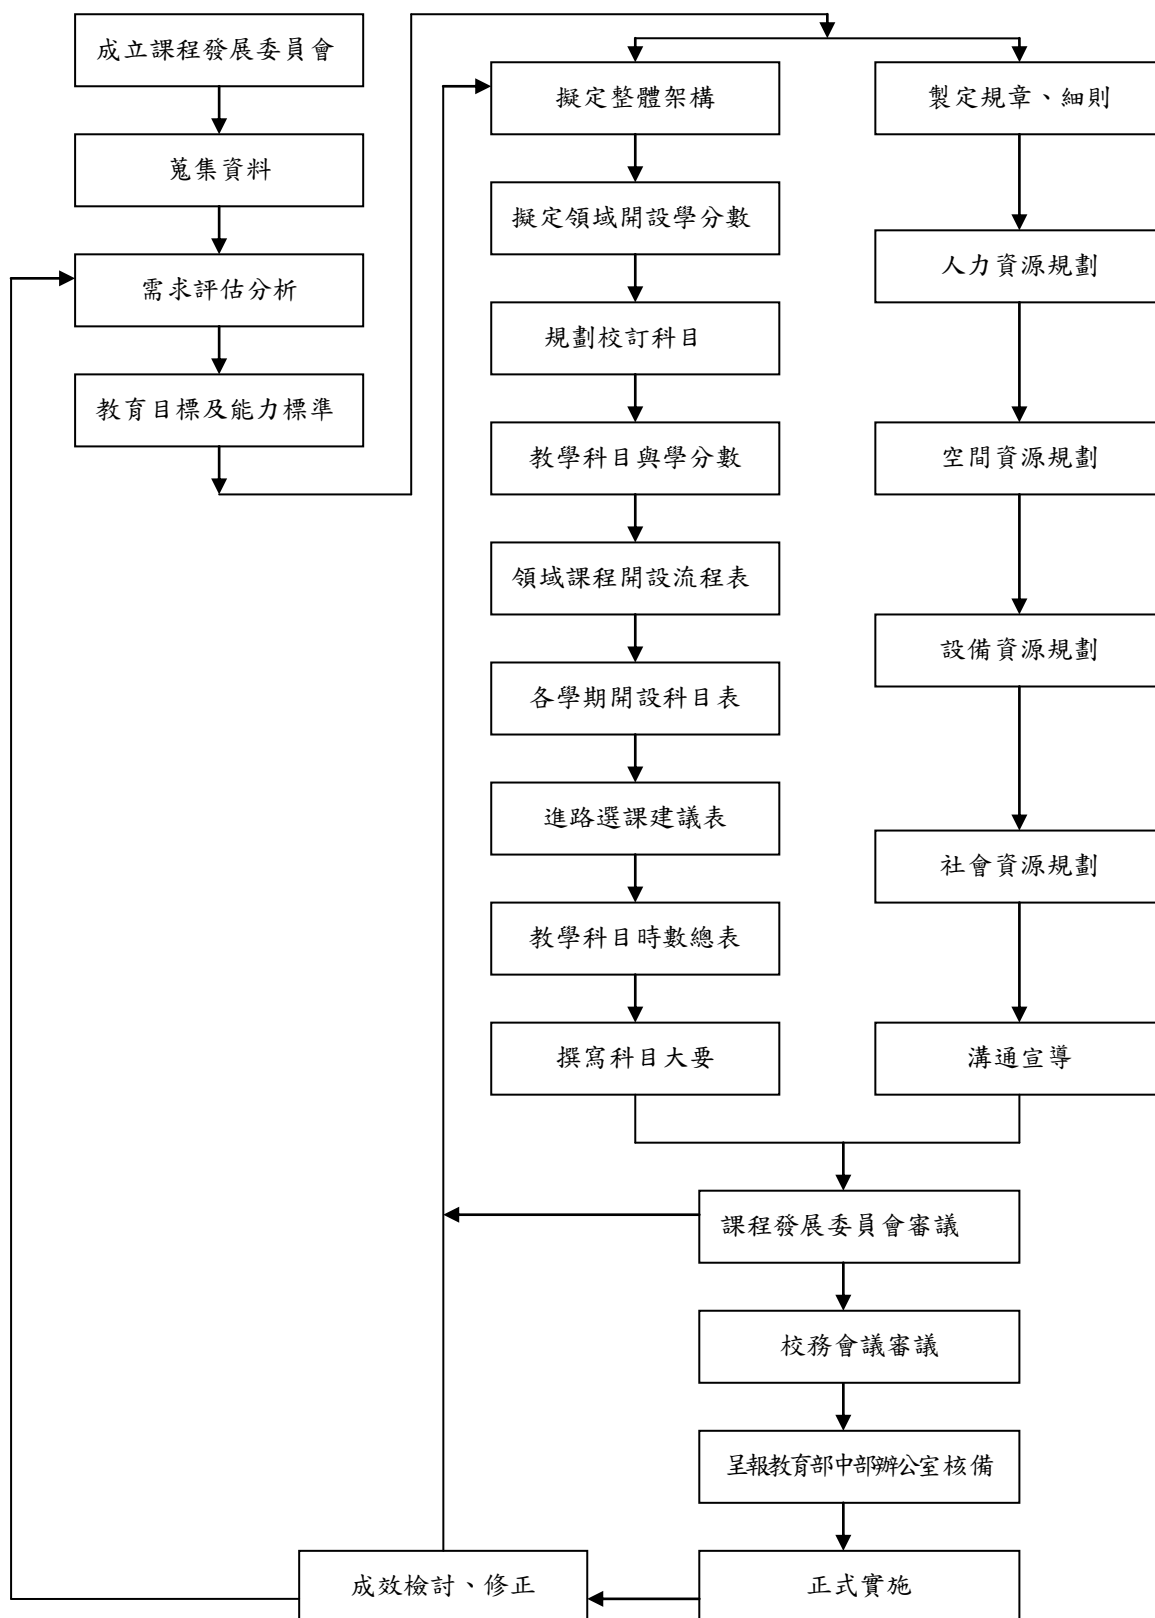 成立課程發展委員會
蒐集資料
需求評估分析
教育目標及能力標準
擬定整體架構
擬定領域開設學分數
規劃校訂科目
教學科目與學分數
領域課程開設流程表
各學期開設科目表
進路選課建議表
教學科目時數總表
撰寫科目大要
製定規章、細則
人力資源規劃
空間資源規劃
設備資源規劃
社會資源規劃
溝通宣導
課程發展委員會審議
校務會議審議
呈報教育部中部辦公室核備
正式實施
成效檢討、修正